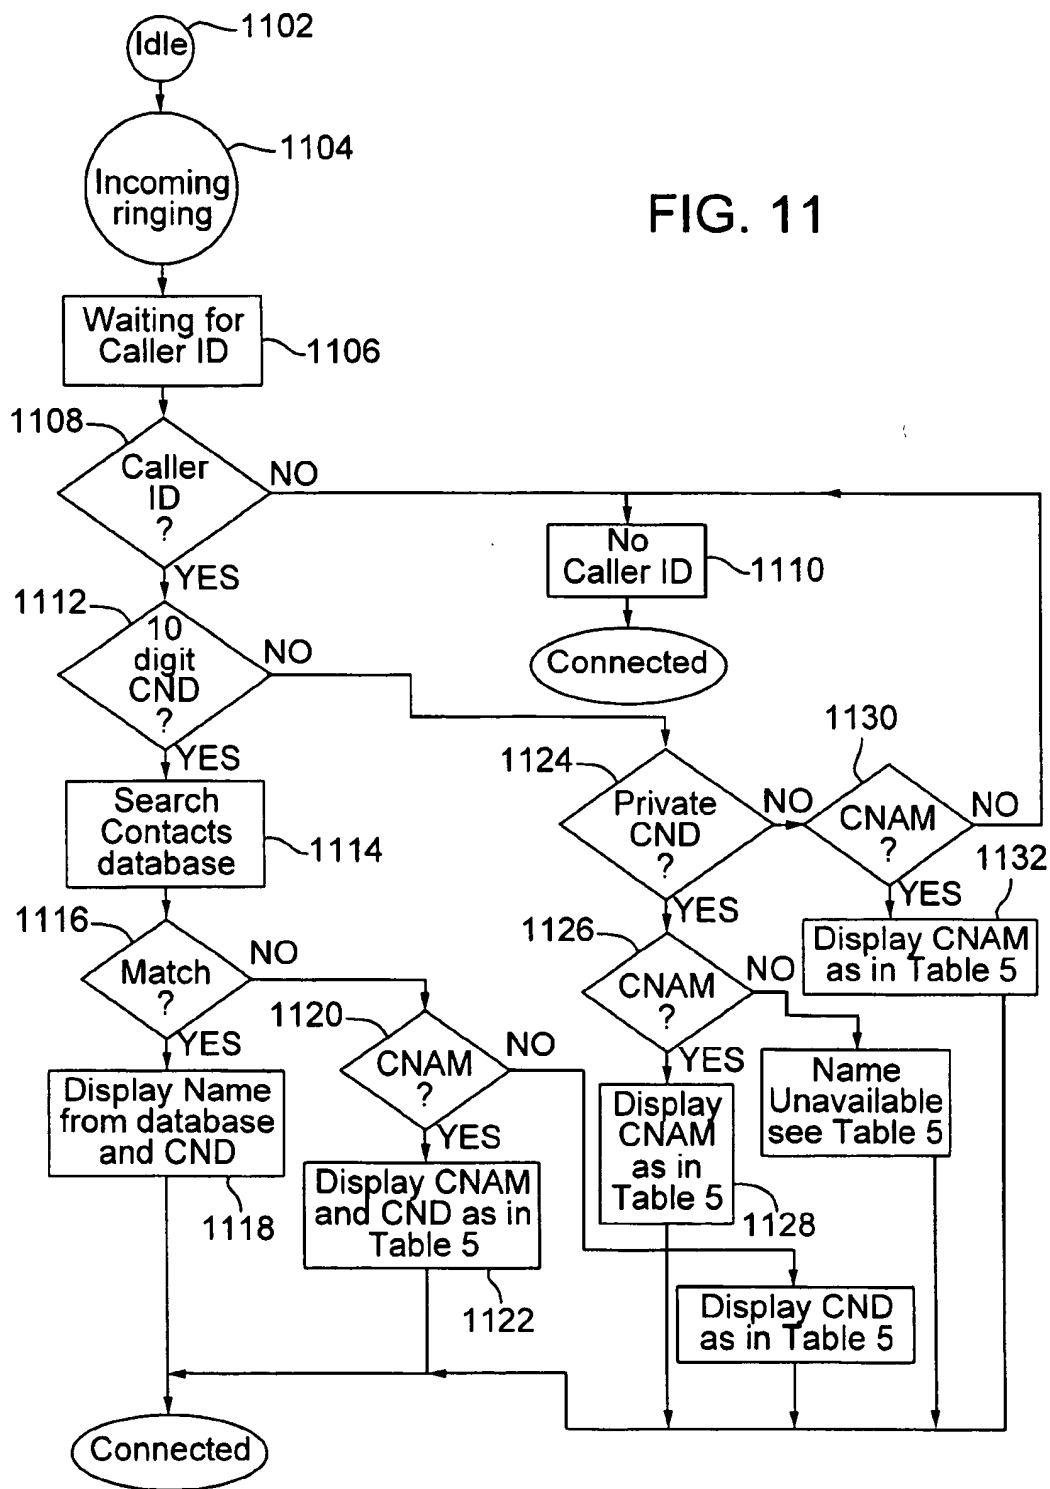 1102
Idle
1104
Incoming
ringing
FIG. 11
Waiting for
Caller ID
1106
1108
Caller
ID
?
NO
YES
No
Caller ID
1110
Connected
1112
10
digit
CND
?
NO
YES
Search
Contacts
database
1114
1124
Private
CND
?
NO
YES
1130
CNAM
?
NO
YES
1132
Display CNAM
as in Table 5
1116
Match
?
NO
YES
1126
CNAM
?
NO
YES
1120
CNAM
?
NO
YES
Display Name
from database
and CND
1118
Display CNAM
and CND as in
Table 5
1122
Display
CNAM
as in
Table 5
1128
Name
Unavailable
see Table 5
Display CND
as in Table 5
Connected